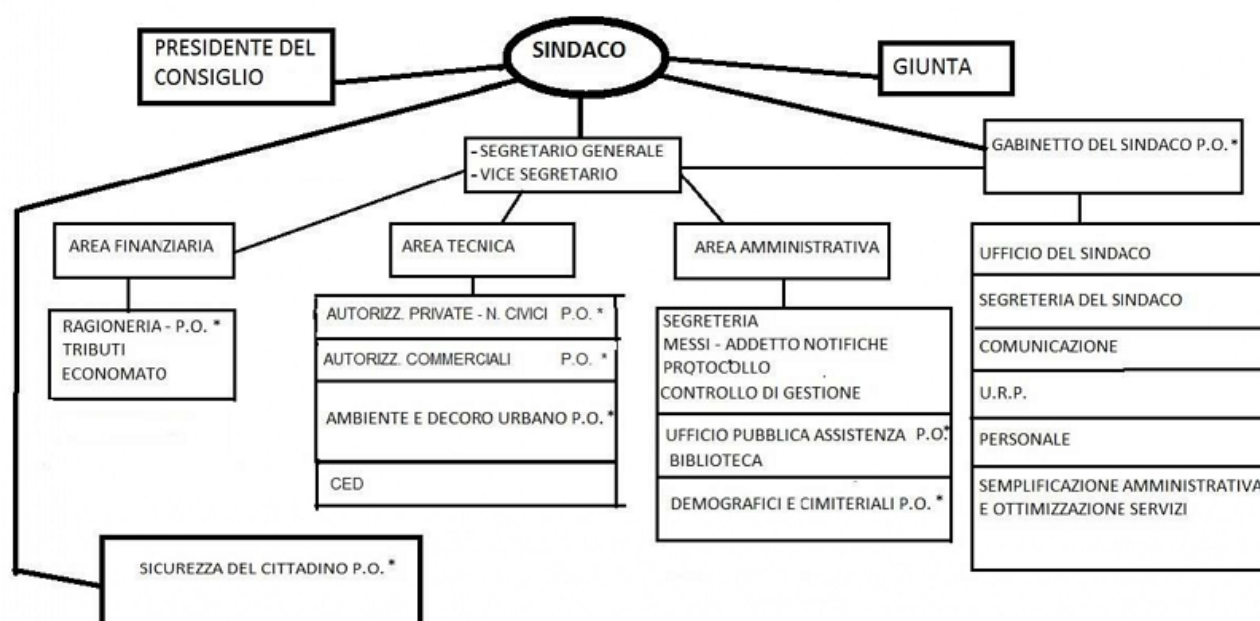 PRESIDENTE DEL
CONSIGLIO
SINDACO
GIUNTA
-SEGRETARIO GENERALE
-VICE SEGRETARIO
GABINETTO DEL SINDACO P.O. *
AREA FINANZIARIA
AREA TECNICA
AREA AMMINISTRATIVA
RAGIONERIA - P.O. *
TRIBUTI
ECONOMATO
AUTORIZZ. PRIVATE - N. CIVICI P.O. *
AUTORIZZ. COMMERCIALI P.O. *
AMBIENTE E DECORO URBANO P.O. *
CED
SEGRETERIA
MESSI - ADDETTO NOTIFICHE
PROTOCOLLO
CONTROLLO DI GESTIONE
UFFICIO PUBBLICA ASSISTENZA P.O. *
BIBLIOTECA
DEMOGRAFICI E CIMITERIALI P.O. *
UFFICIO DEL SINDACO
SEGRETERIA DEL SINDACO
COMUNICAZIONE
U.R.P.
PERSONALE
SEMPLIFICAZIONE AMMINISTRATIVA
E OTTIMIZZAZIONE SERVIZI
SICUREZZA DEL CITTADINO P.O. *